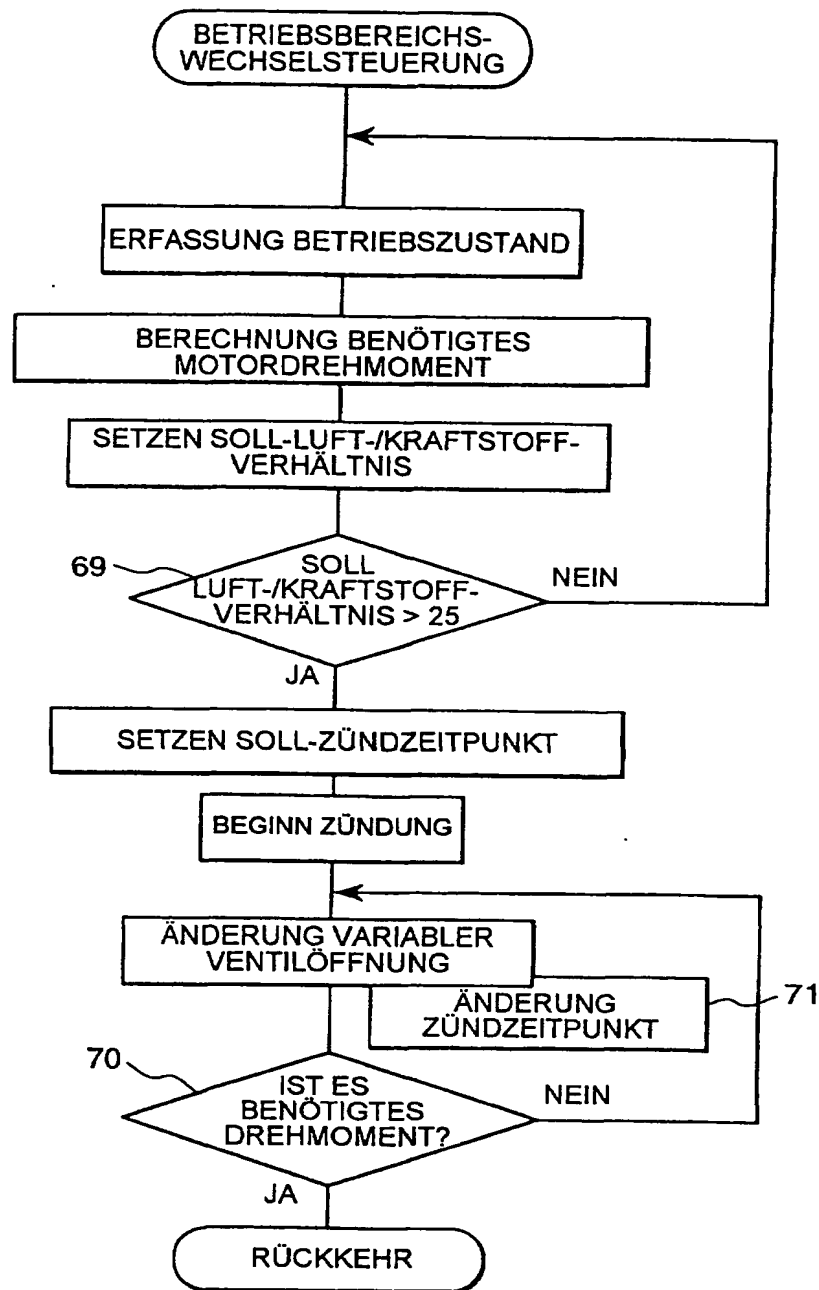 BETRIEBSBEREICHS-
WECHSELSTEUERUNG
ERFASSUNG BETRIEBSZUSTAND
BERECHNUNG BENÖTIGTES
MOTORDREHMOMENT
SETZEN SOLL-LUFT-/KRAFTSTOFF-
VERHÄLTNIS
69
SOLL
LUFT-/KRAFTSTOFF-
VERHÄLTNIS > 25
NEIN
JA
SETZEN SOLL-ZÜNDZEITPUNKT
BEGINN ZÜNDUNG
ÄNDERUNG VARIABLER
VENTILÖFFNUNG
ÄNDERUNG
ZÜNDZEITPUNKT
71
70
IST ES
BENÖTIGTES
DREHMOMENT?
NEIN
JA
RÜCKKEHR